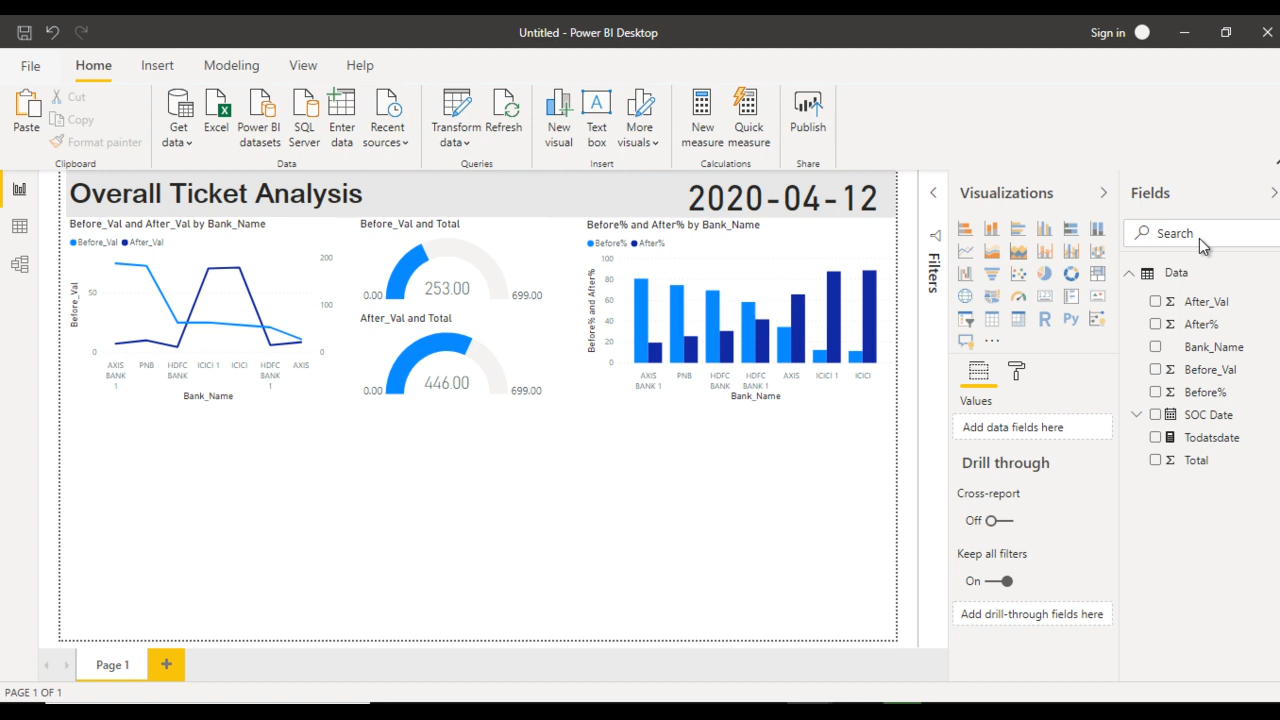 Untitled - Power BI Desktop
Sign in
File Home Insert Modeling View Help
Paste
Cut
Copy
Format painter
Clipboard
Get data
Excel
Power BI datasets
SQL Server
Enter data
Recent sources
Data
Transform data
Refresh
Queries
New visual
Text box
More visuals
Insert
New measure
Quick measure
Calculations
Publish
Share
Overall Ticket Analysis
2020-04-12
Before_Val and After_Val by Bank_Name
Before_Val After_Val
Before_Val
50
0
200
100
0
AXIS BANK 1
PNB
HDFC BANK
ICICI 1
ICICI
HDFC BANK 1
AXIS
Bank_Name
Before_Val and Total
253.00
0.00
699.00
After_Val and Total
446.00
0.00
699.00
Before% and After% by Bank_Name
Before% After%
Before% and After%
100
80
60
40
20
0
AXIS BANK 1
PNB
HDFC BANK
HDFC BANK 1
AXIS
ICICI 1
ICICI
Bank_Name
Filters
Visualizations
R
Py
Values
Add data fields here
Drill through
Cross-report
Off
Keep all filters
On
Add drill-through fields here
Fields
Search
Data
After_Val
After%
Bank_Name
Before_Val
Before%
SOC Date
Todatsdate
Total
Page 1
PAGE 1 OF 1